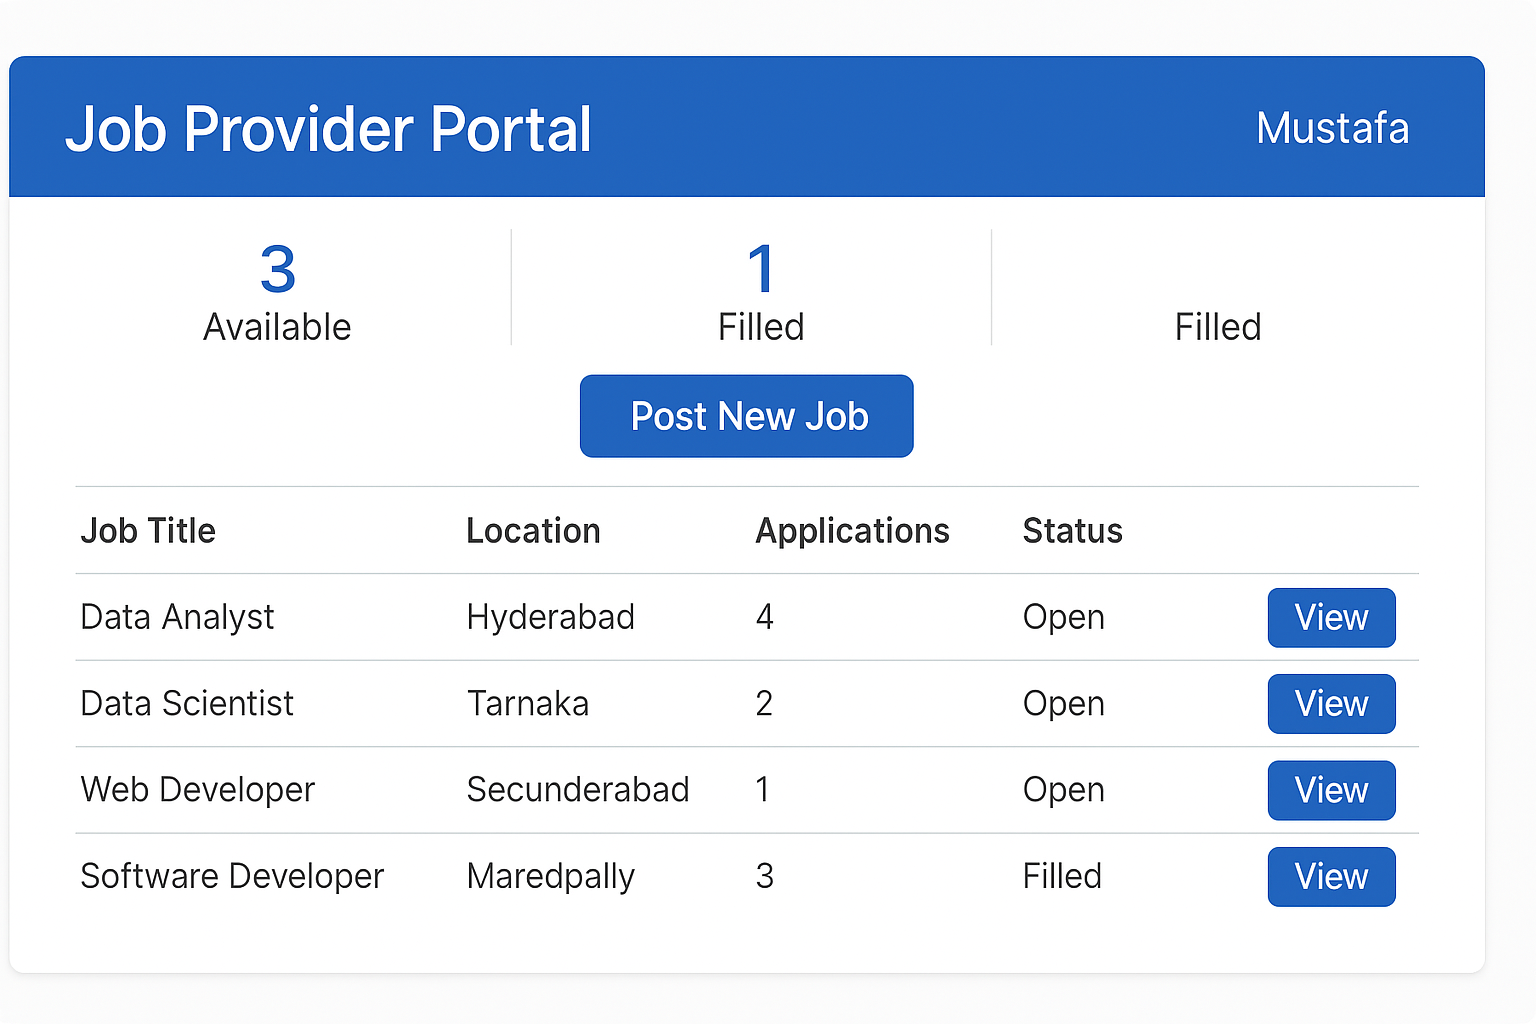 Job Provider Portal Mustafa
3 1
Available Filled Filled
Post New Job
Job Title Location Applications Status
Data Analyst Hyderabad 4 Open View
Data Scientist Tarnaka 2 Open View
Web Developer Secunderabad 1 Open View
Software Developer Maredpally 3 Filled View